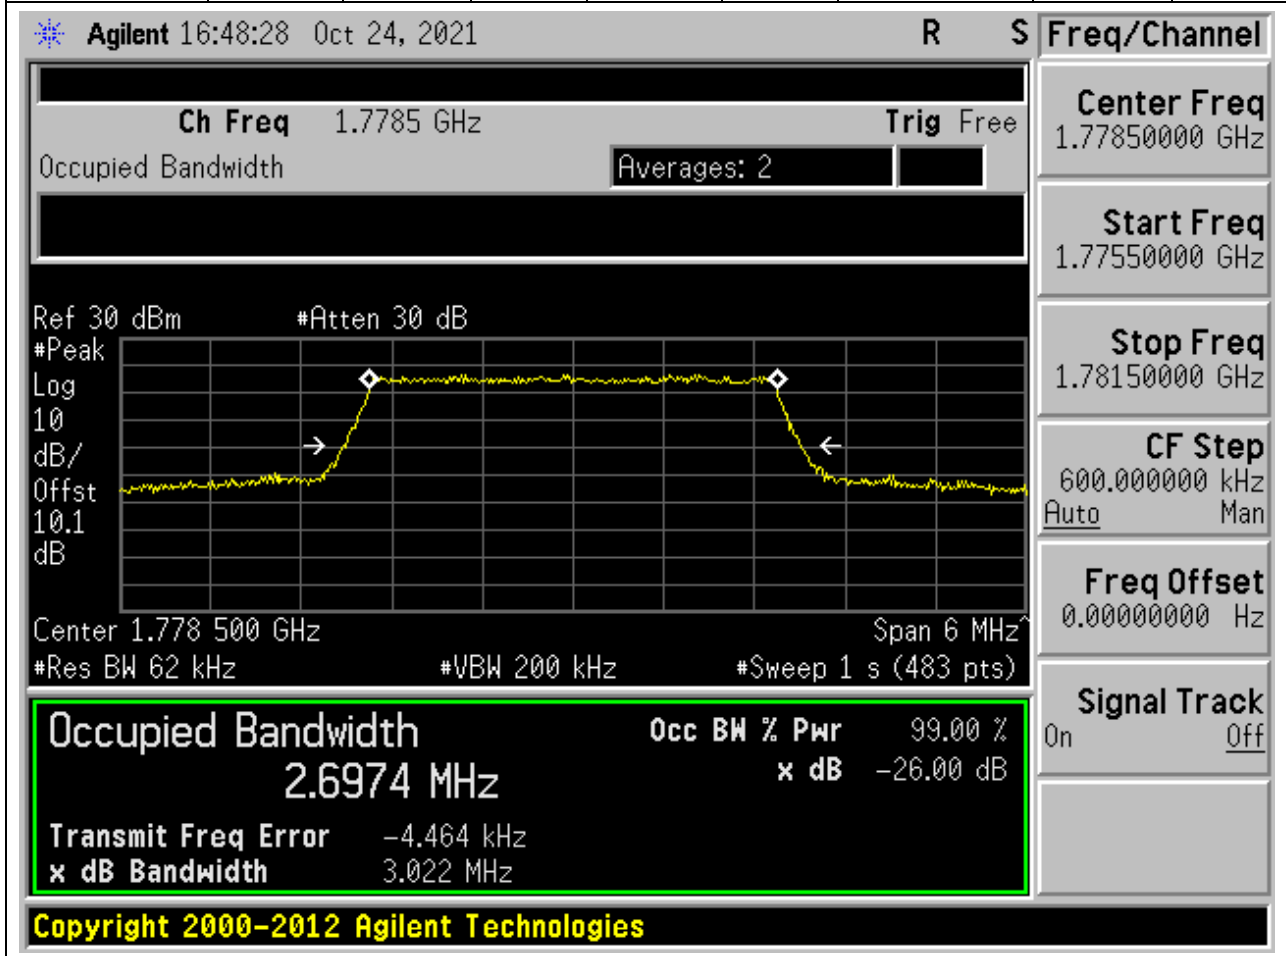 Agilent 16:48:28 Oct 24, 2021 R S
Freq/Channel
Ch Freq 1.7785 GHz Trig Free
Occupied Bandwidth Averages: 2
Center Freq
1.77850000 GHz
Start Freq
1.77550000 GHz
Stop Freq
1.78150000 GHz
CF Step
600.000000 kHz
Auto Man
Freq Offset
0.00000000 Hz
Signal Track
On Off
Ref 30 dBm #Atten 30 dB
#Peak
Log
10
dB/
Offst
10.1
dB
Center 1.778 500 GHz Span 6 MHz^
#Res BW 62 kHz #VBW 200 kHz #Sweep 1 s (483 pts)
Occupied Bandwidth Occ BW % Pwr 99.00 %
2.6974 MHz x dB -26.00 dB
Transmit Freq Error -4.464 kHz
x dB Bandwidth 3.022 MHz
Copyright 2000-2012 Agilent Technologies